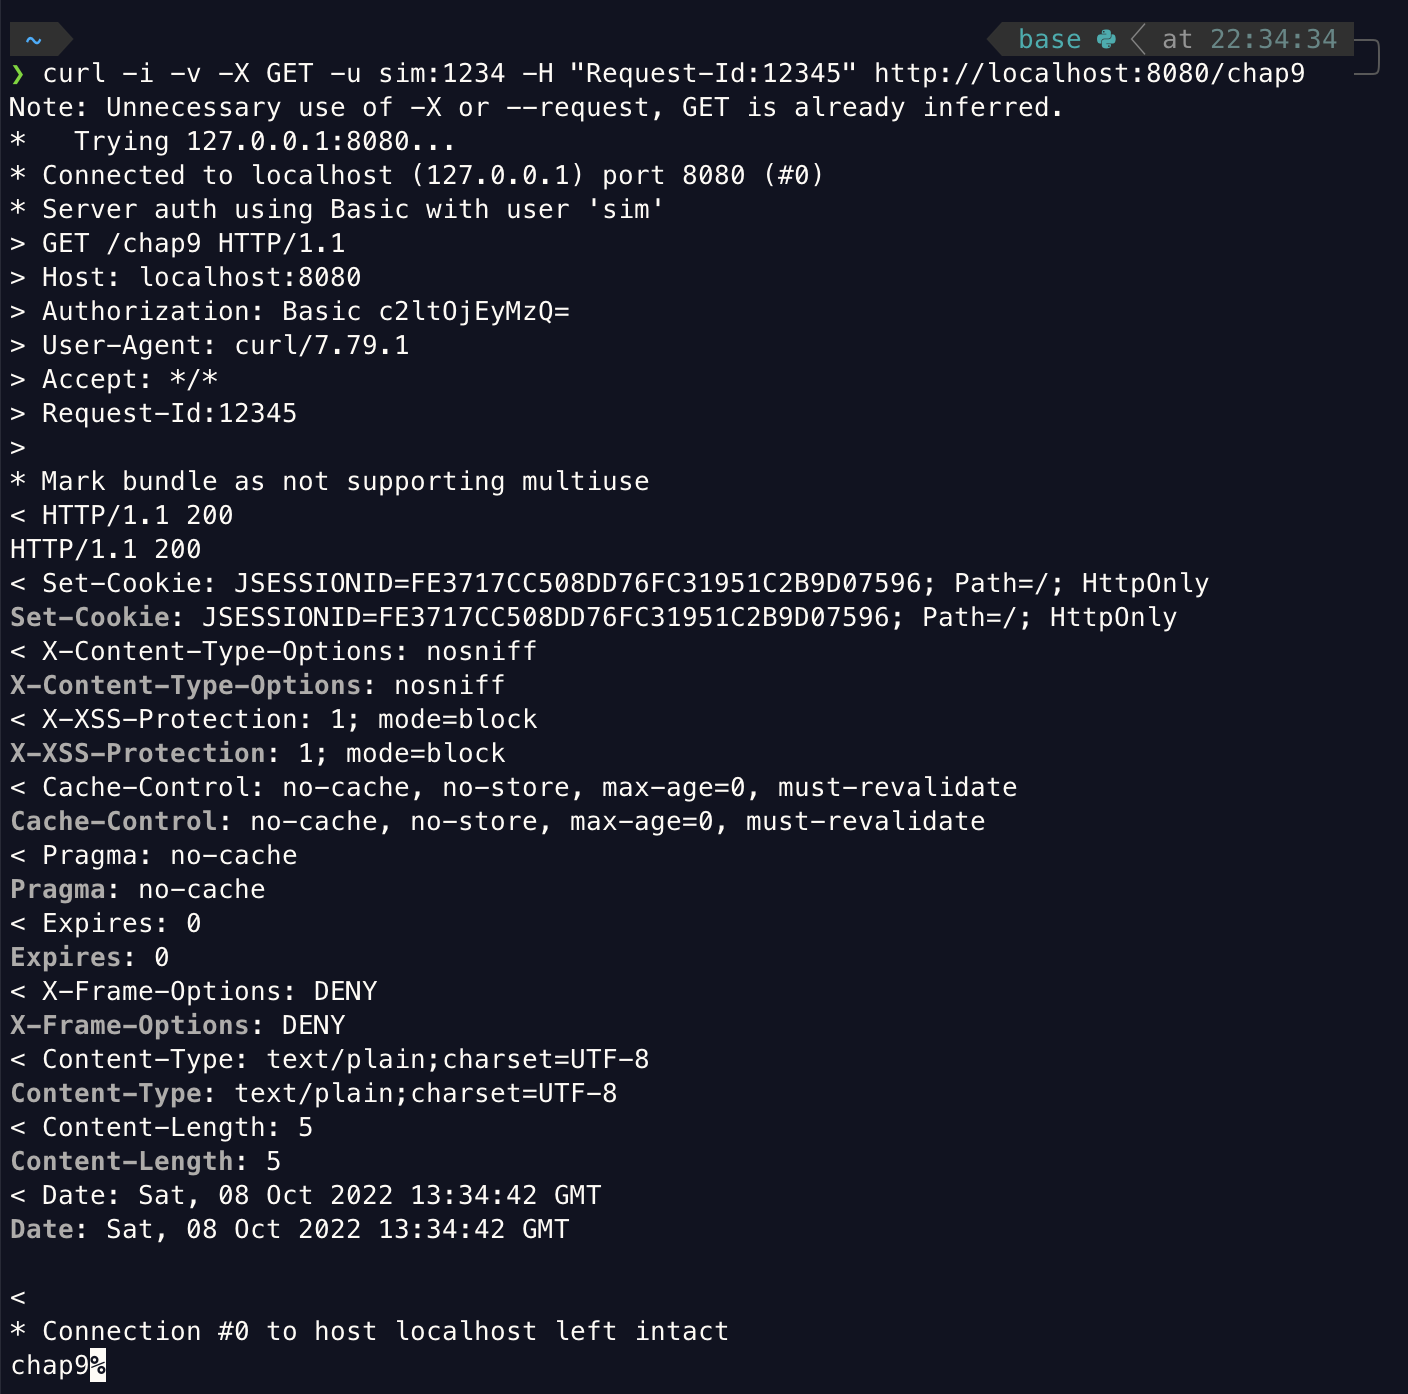 ~ base at 22:34:34
❯ curl -i -v -X GET -u sim:1234 -H "Request-Id:12345" http://localhost:8080/chap9
Note: Unnecessary use of -X or --request, GET is already inferred.
*   Trying 127.0.0.1:8080...
* Connected to localhost (127.0.0.1) port 8080 (#0)
* Server auth using Basic with user 'sim'
> GET /chap9 HTTP/1.1
> Host: localhost:8080
> Authorization: Basic c2ltOjEyMzQ=
> User-Agent: curl/7.79.1
> Accept: */*
> Request-Id:12345
>
* Mark bundle as not supporting multiuse
< HTTP/1.1 200
HTTP/1.1 200
< Set-Cookie: JSESSIONID=FE3717CC508DD76FC31951C2B9D07596; Path=/; HttpOnly
Set-Cookie: JSESSIONID=FE3717CC508DD76FC31951C2B9D07596; Path=/; HttpOnly
< X-Content-Type-Options: nosniff
X-Content-Type-Options: nosniff
< X-XSS-Protection: 1; mode=block
X-XSS-Protection: 1; mode=block
< Cache-Control: no-cache, no-store, max-age=0, must-revalidate
Cache-Control: no-cache, no-store, max-age=0, must-revalidate
< Pragma: no-cache
Pragma: no-cache
< Expires: 0
Expires: 0
< X-Frame-Options: DENY
X-Frame-Options: DENY
< Content-Type: text/plain;charset=UTF-8
Content-Type: text/plain;charset=UTF-8
< Content-Length: 5
Content-Length: 5
< Date: Sat, 08 Oct 2022 13:34:42 GMT
Date: Sat, 08 Oct 2022 13:34:42 GMT

<
* Connection #0 to host localhost left intact
chap9%